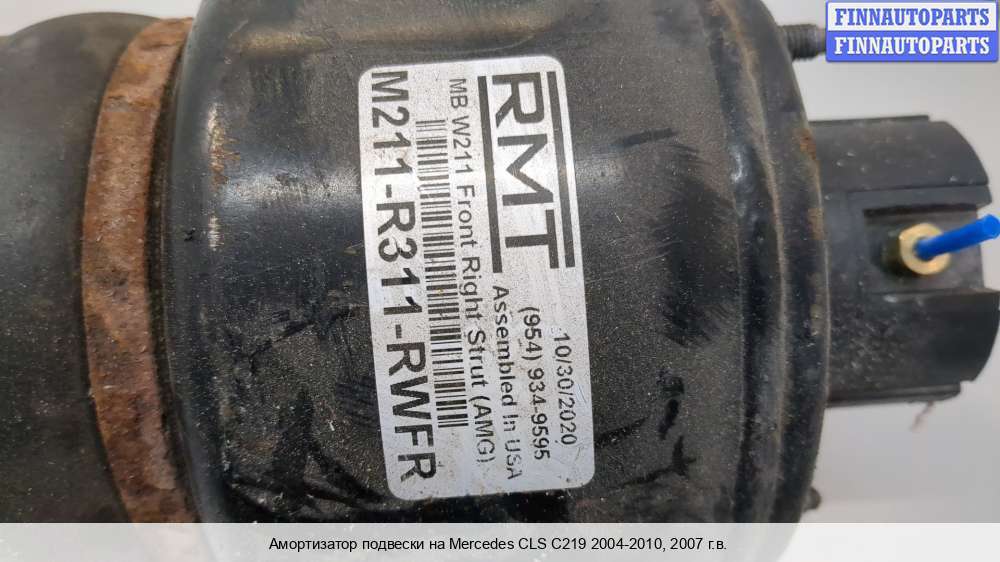 FINNAUTOPARTS
FINNAUTOPARTS
RMT
10/30/2020
(954) 934-9595
Assembled In USA
MB W211 Front Right Strut (AMG)
M211-R311-RWFR
Амортизатор подвески на Mercedes CLS C219 2004-2010, 2007 г.в.